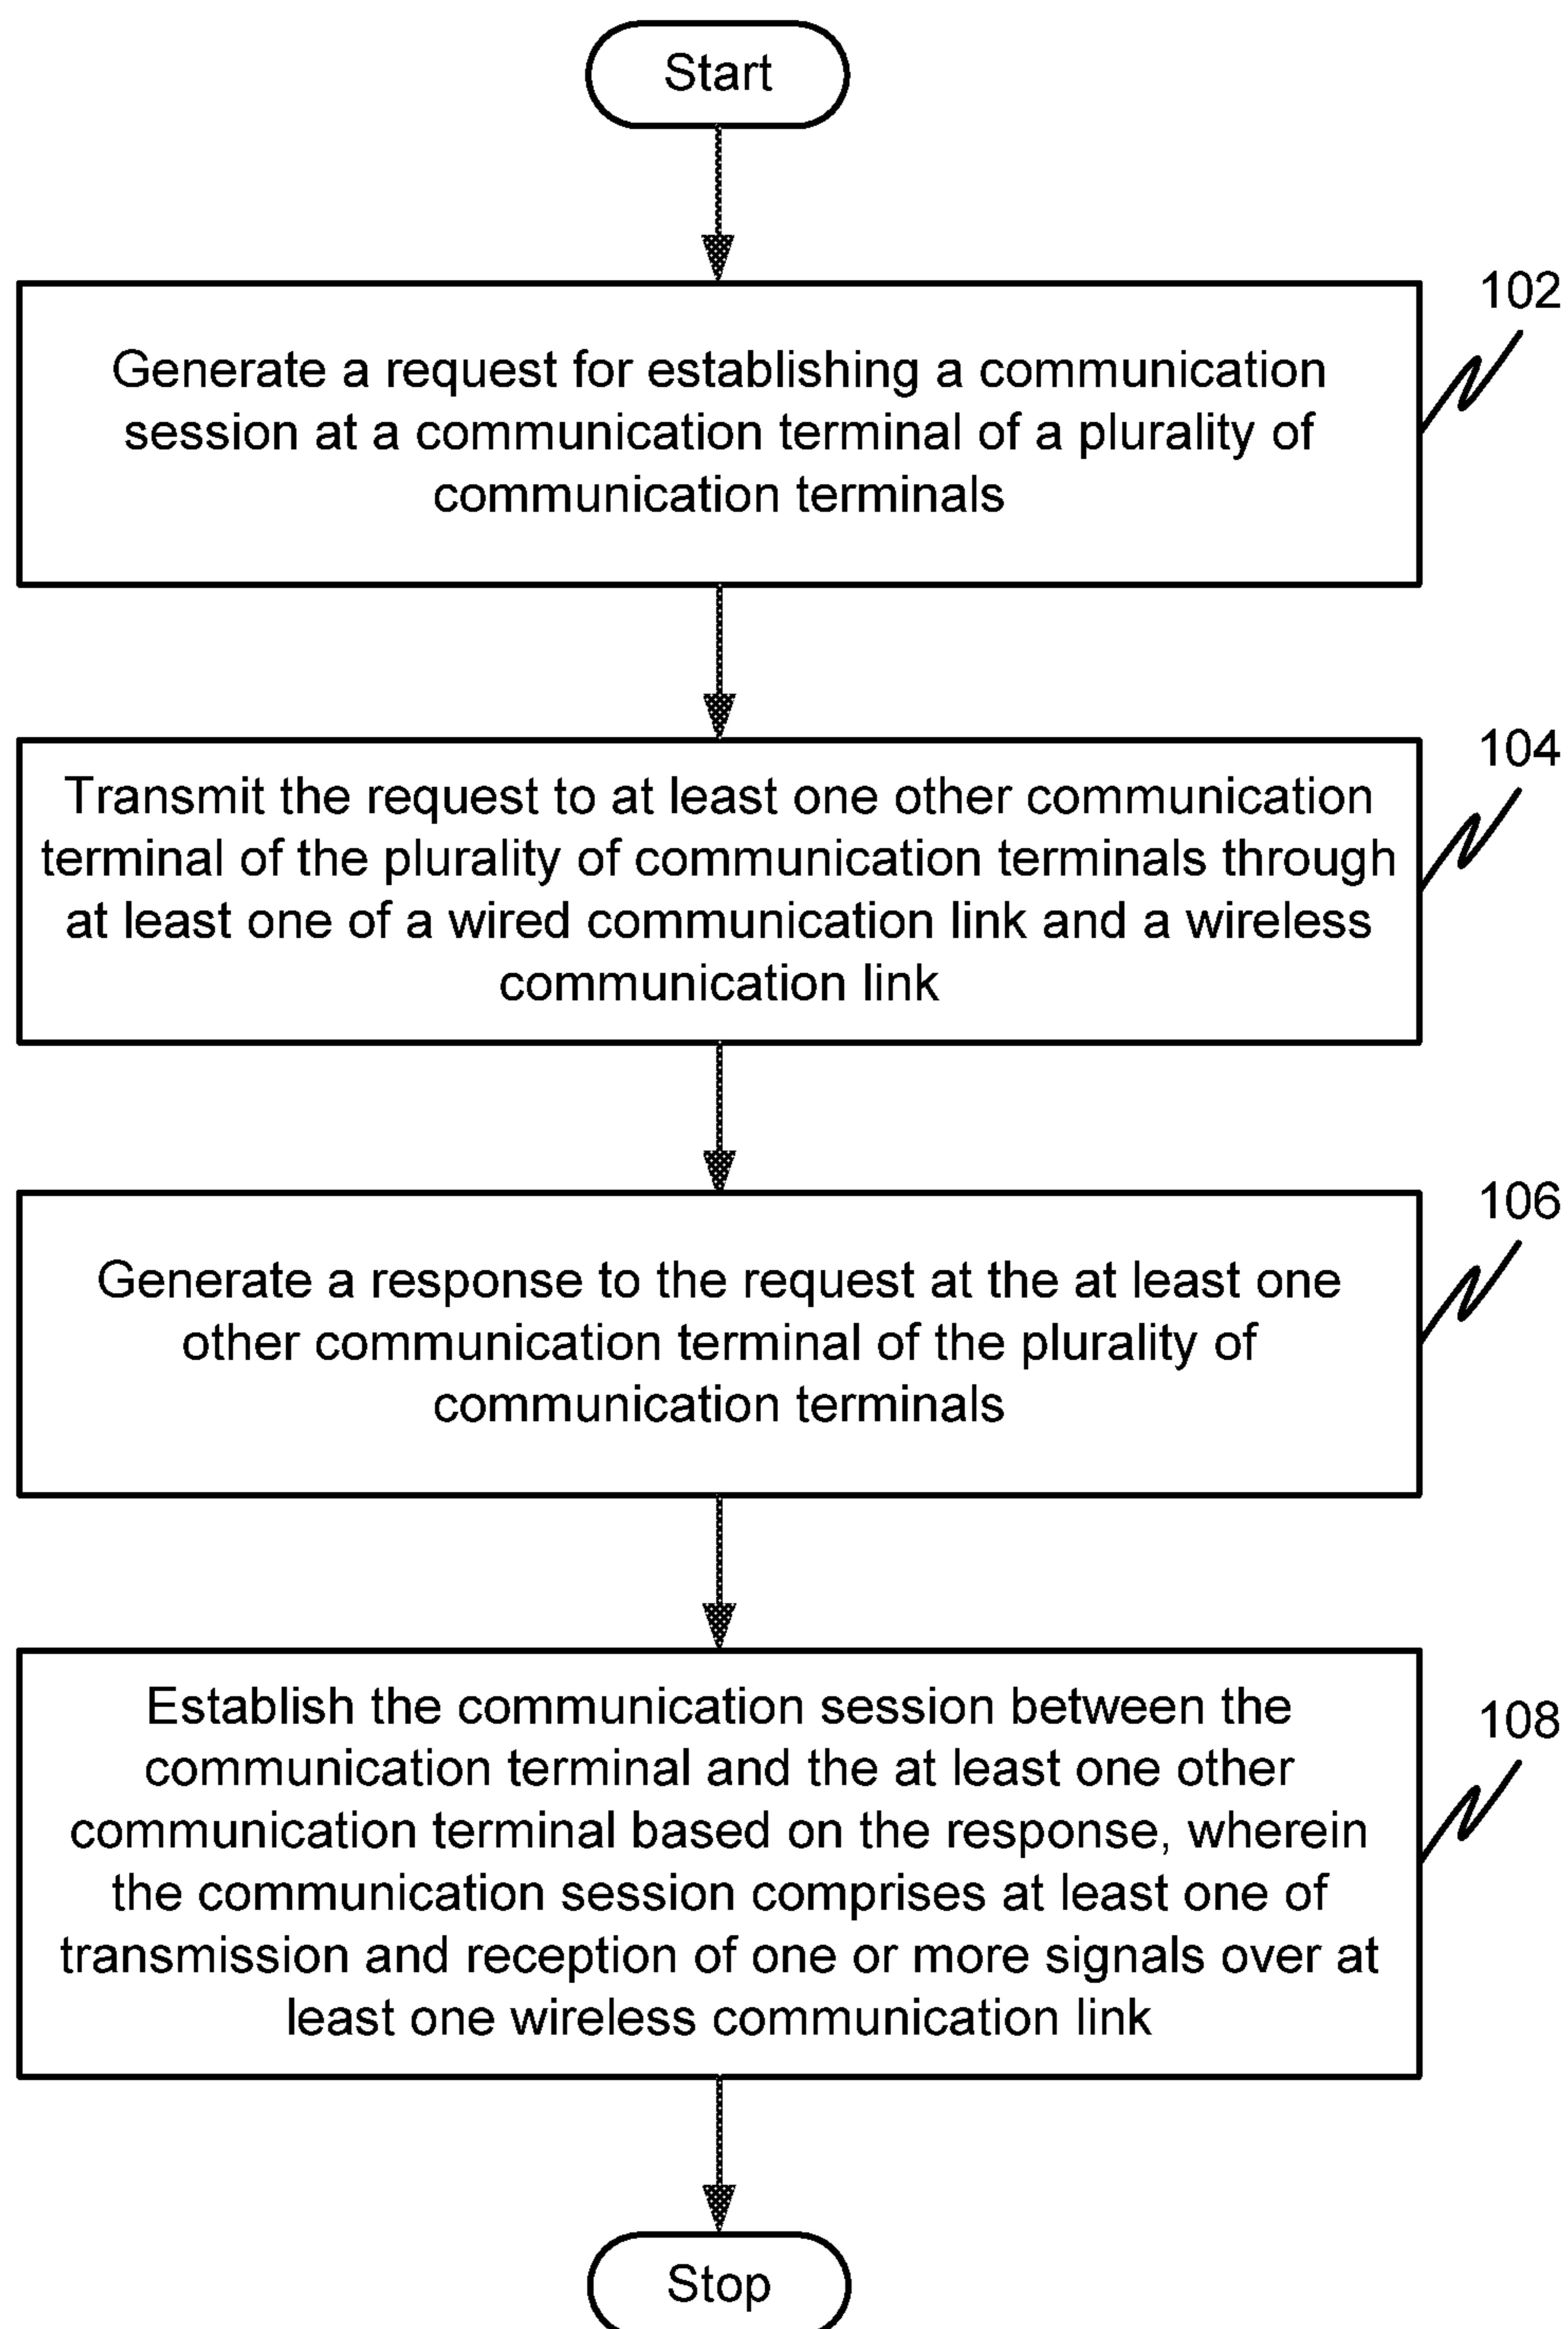 Start
102
Generate a request for establishing a communication
session at a communication terminal of a plurality of
communication terminals
104
Transmit the request to at least one other communication
terminal of the plurality of communication terminals through
at least one of a wired communication link and a wireless
communication link
106
Generate a response to the request at the at least one
other communication terminal of the plurality of
communication terminals
108
Establish the communication session between the
communication terminal and the at least one other
communication terminal based on the response, wherein
the communication session comprises at least one of
transmission and reception of one or more signals over at
least one wireless communication link
Stop